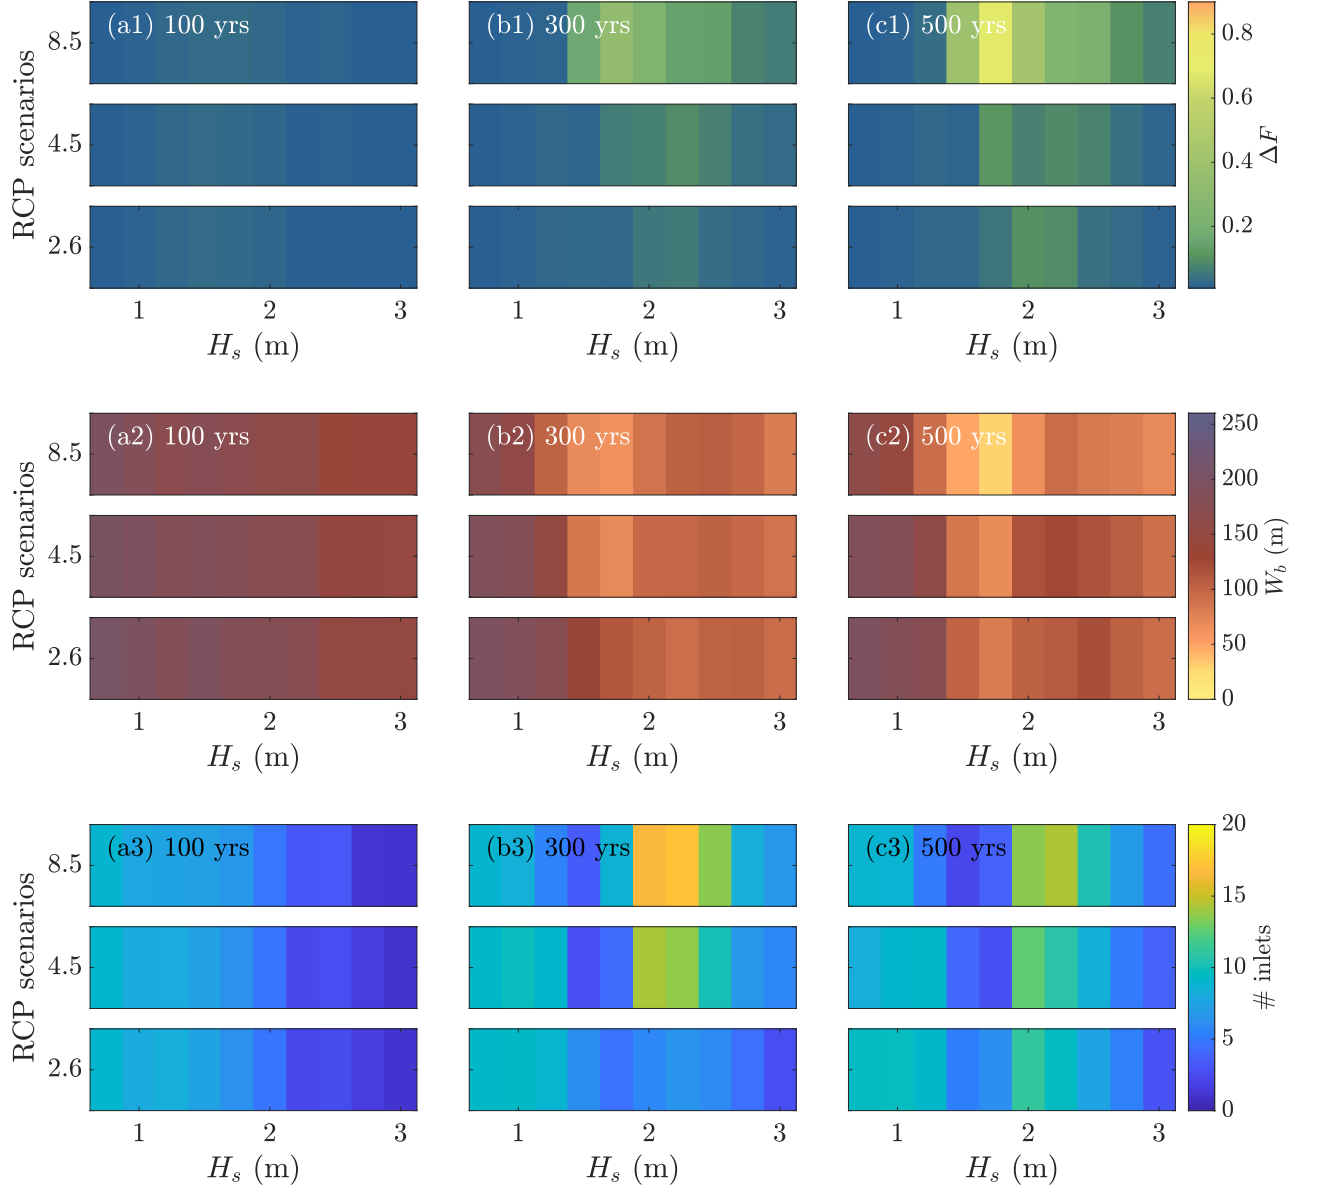 (a1) 100 yrs
(b1) 300 yrs
(c1) 500 yrs
RCP scenarios
8.5
4.5
2.6
1 2 3
1 2 3
1 2 3
H_s (m)
H_s (m)
H_s (m)
0.8
0.6
0.4
0.2
ΔF
(a2) 100 yrs
(b2) 300 yrs
(c2) 500 yrs
RCP scenarios
8.5
4.5
2.6
1 2 3
1 2 3
1 2 3
H_s (m)
H_s (m)
H_s (m)
250
200
150
100
50
0
W_b (m)
(a3) 100 yrs
(b3) 300 yrs
(c3) 500 yrs
RCP scenarios
8.5
4.5
2.6
1 2 3
1 2 3
1 2 3
H_s (m)
H_s (m)
H_s (m)
20
15
10
5
0
# inlets